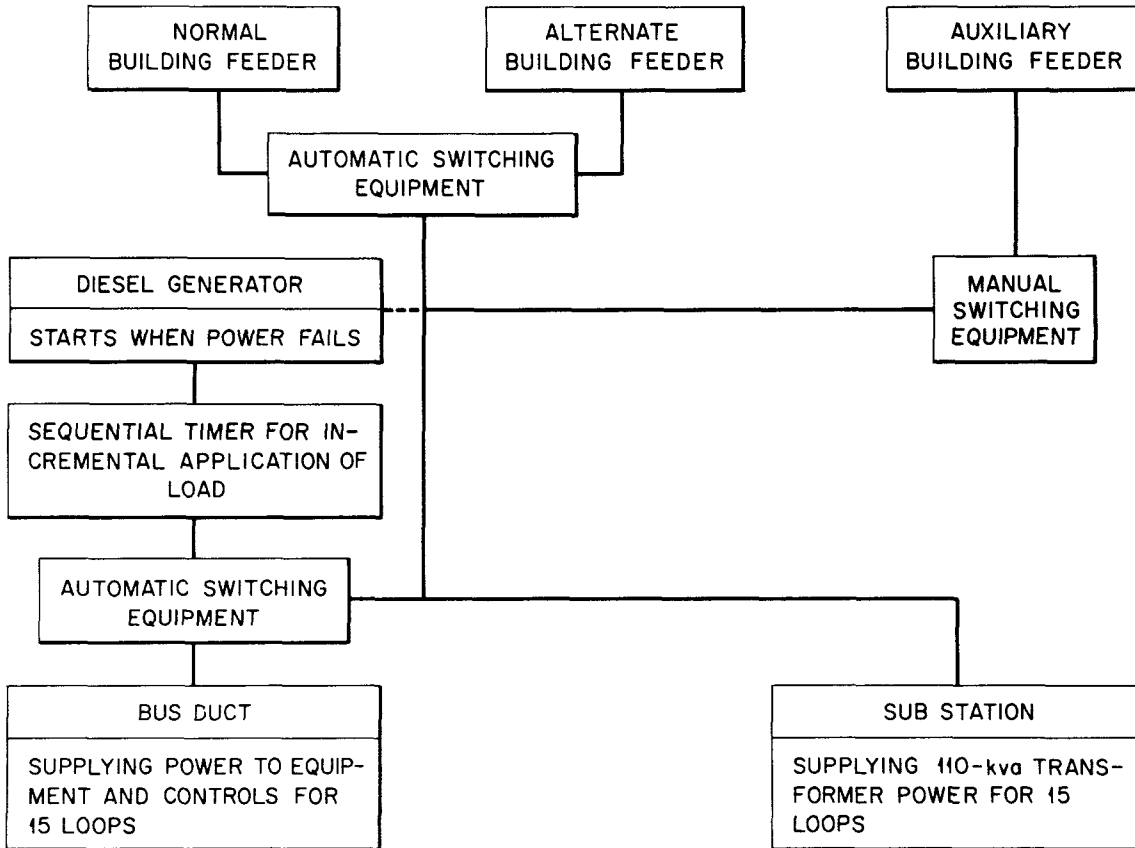 NORMAL
BUILDING FEEDER
ALTERNATE
BUILDING FEEDER
AUXILIARY
BUILDING FEEDER
AUTOMATIC SWITCHING
EQUIPMENT
DIESEL GENERATOR
STARTS WHEN POWER FAILS
MANUAL
SWITCHING
EQUIPMENT
SEQUENTIAL TIMER FOR IN-
CREMENTAL APPLICATION OF
LOAD
AUTOMATIC SWITCHING
EQUIPMENT
BUS DUCT
SUPPLYING POWER TO EQUIP-
MENT AND CONTROLS FOR
15 LOOPS
SUB STATION
SUPPLYING 110-kva TRANS-
FORMER POWER FOR 15
LOOPS